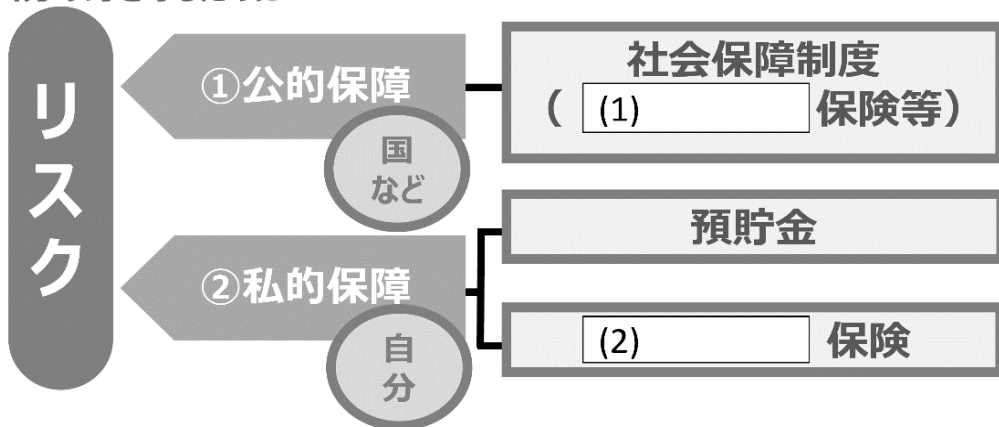 リスク
①公的保障
国
など
社会保障制度
( (1) 保険等)
②私的保障
自
分
預貯金
(2) 保険